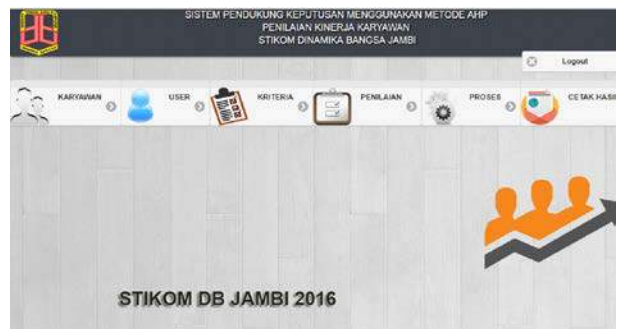 SISTEM PENDUKUNG KEPUTUSAN MENGGUNAKAN METODE AHP
PENILAIAN KINERJA KARYAWAN
STIKOM DINAMIKA BANGSA JAMBI
Logout
KARYAWAN USER KRITERIA PENILAIAN PROSES CETAK HASI
STIKOM DB JAMBI 2016